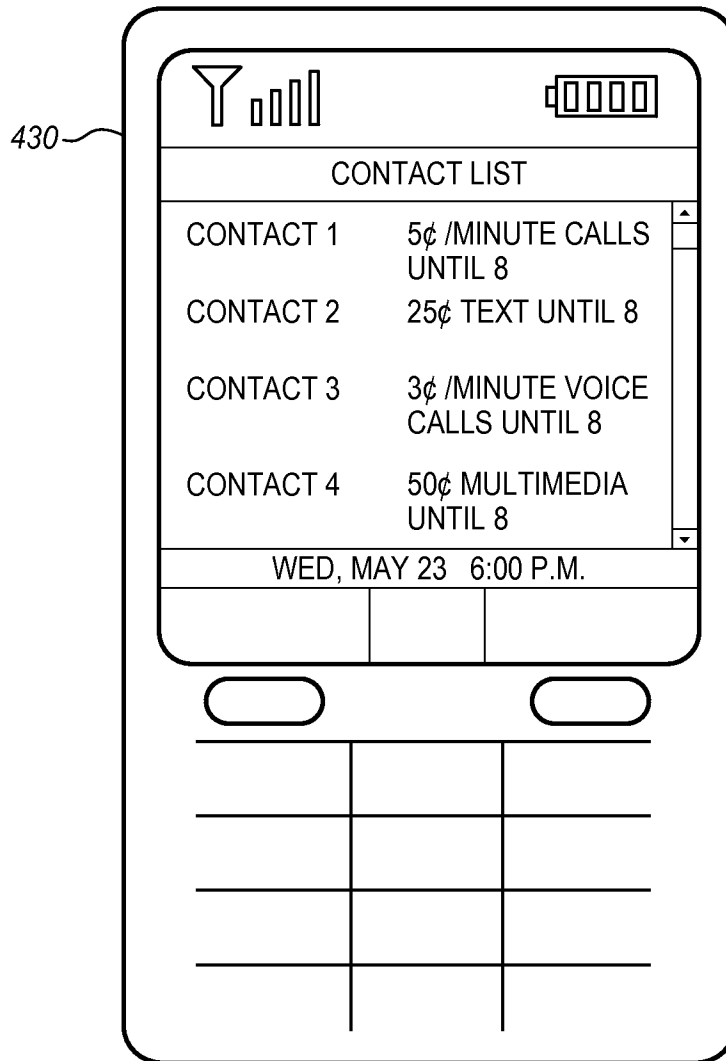 430
CONTACT LIST
CONTACT 1 5¢ /MINUTE CALLS
UNTIL 8
CONTACT 2 25¢ TEXT UNTIL 8
CONTACT 3 3¢ /MINUTE VOICE
CALLS UNTIL 8
CONTACT 4 50¢ MULTIMEDIA
UNTIL 8
WED, MAY 23 6:00 P.M.